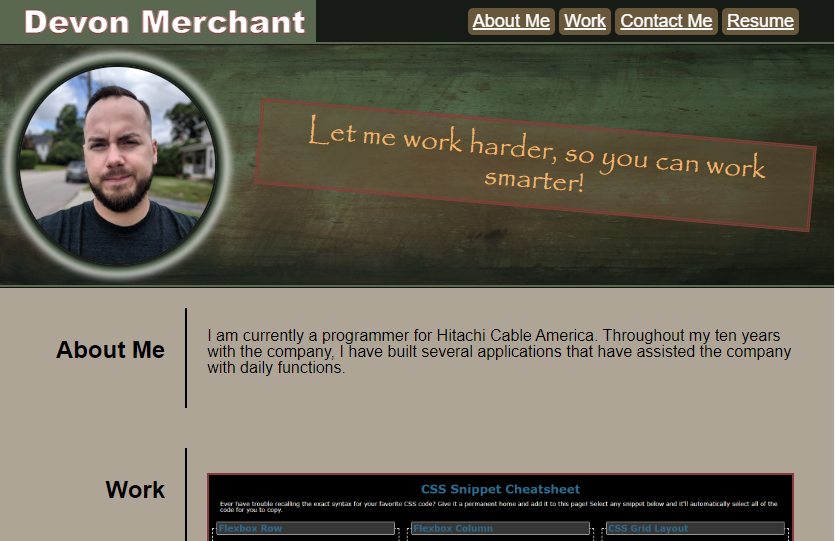 Devon Merchant
About Me Work Contact Me Resume
Let me work harder, so you can work
smarter!
About Me
I am currently a programmer for Hitachi Cable America. Throughout my ten years
with the company, I have built several applications that have assisted the company
with daily functions.
Work
CSS Snippet Cheatsheet
Ever have trouble recalling the exact syntax for your favorite CSS code? Give it a permanent home and add it to this page! Select any snippet below and it'll automatically select all of the
code for you to copy.
Flexbox Row
Flexbox Column
CSS Grid Layout